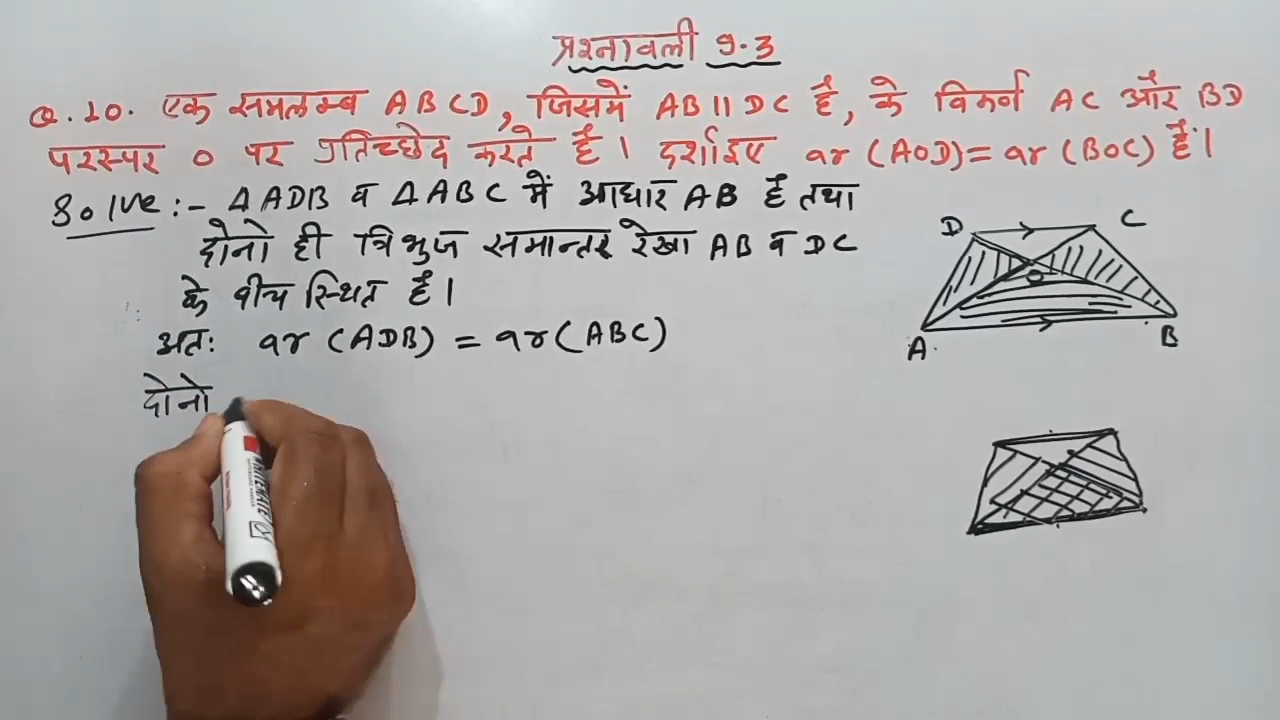 प्रश्नावली 9.3
Q.10. एक समलम्ब ABCD, जिसमें AB || DC है, के विकर्ण AC और BD
परस्पर O पर प्रतिच्छेद करते हैं। दर्शाइए ar (AOD) = ar (BOC) है।
Solve :- ΔADB व ΔABC में आधार AB है तथा
दोनो ही त्रिभुज समान्तर रेखा AB व DC
के बीच स्थित है।
अतः ar (ADB) = ar (ABC)
दोनो
D C
O
A B